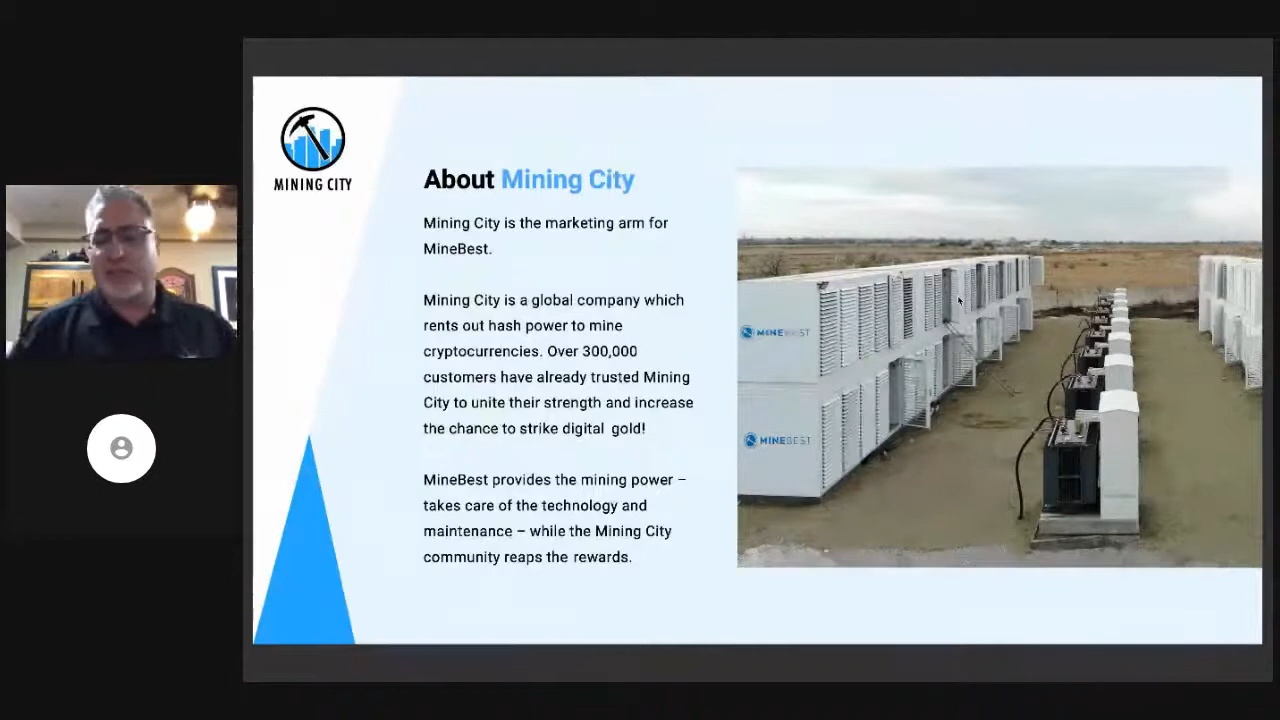 MINING CITY
About Mining City
Mining City is the marketing arm for
MineBest.
Mining City is a global company which
rents out hash power to mine
cryptocurrencies. Over 300,000
customers have already trusted Mining
City to unite their strength and increase
the chance to strike digital gold!
MineBest provides the mining power –
takes care of the technology and
maintenance – while the Mining City
community reaps the rewards.
MINEBEST
MINEBEST